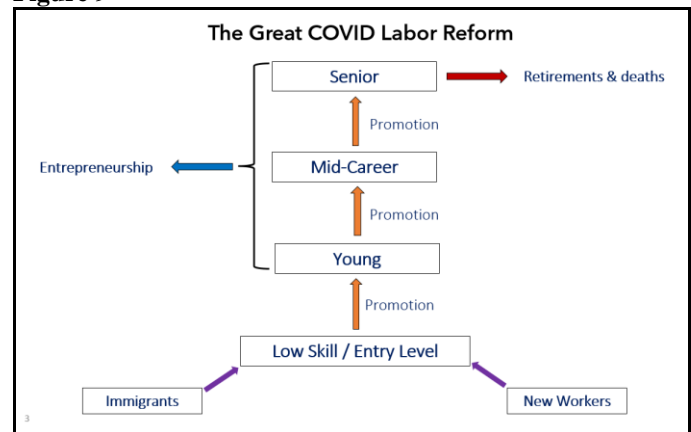 The Great COVID Labor Reform
Senior
Retirements & deaths
Promotion
Entrepreneurship
Mid-Career
Promotion
Young
Promotion
Low Skill / Entry Level
Immigrants
New Workers
3